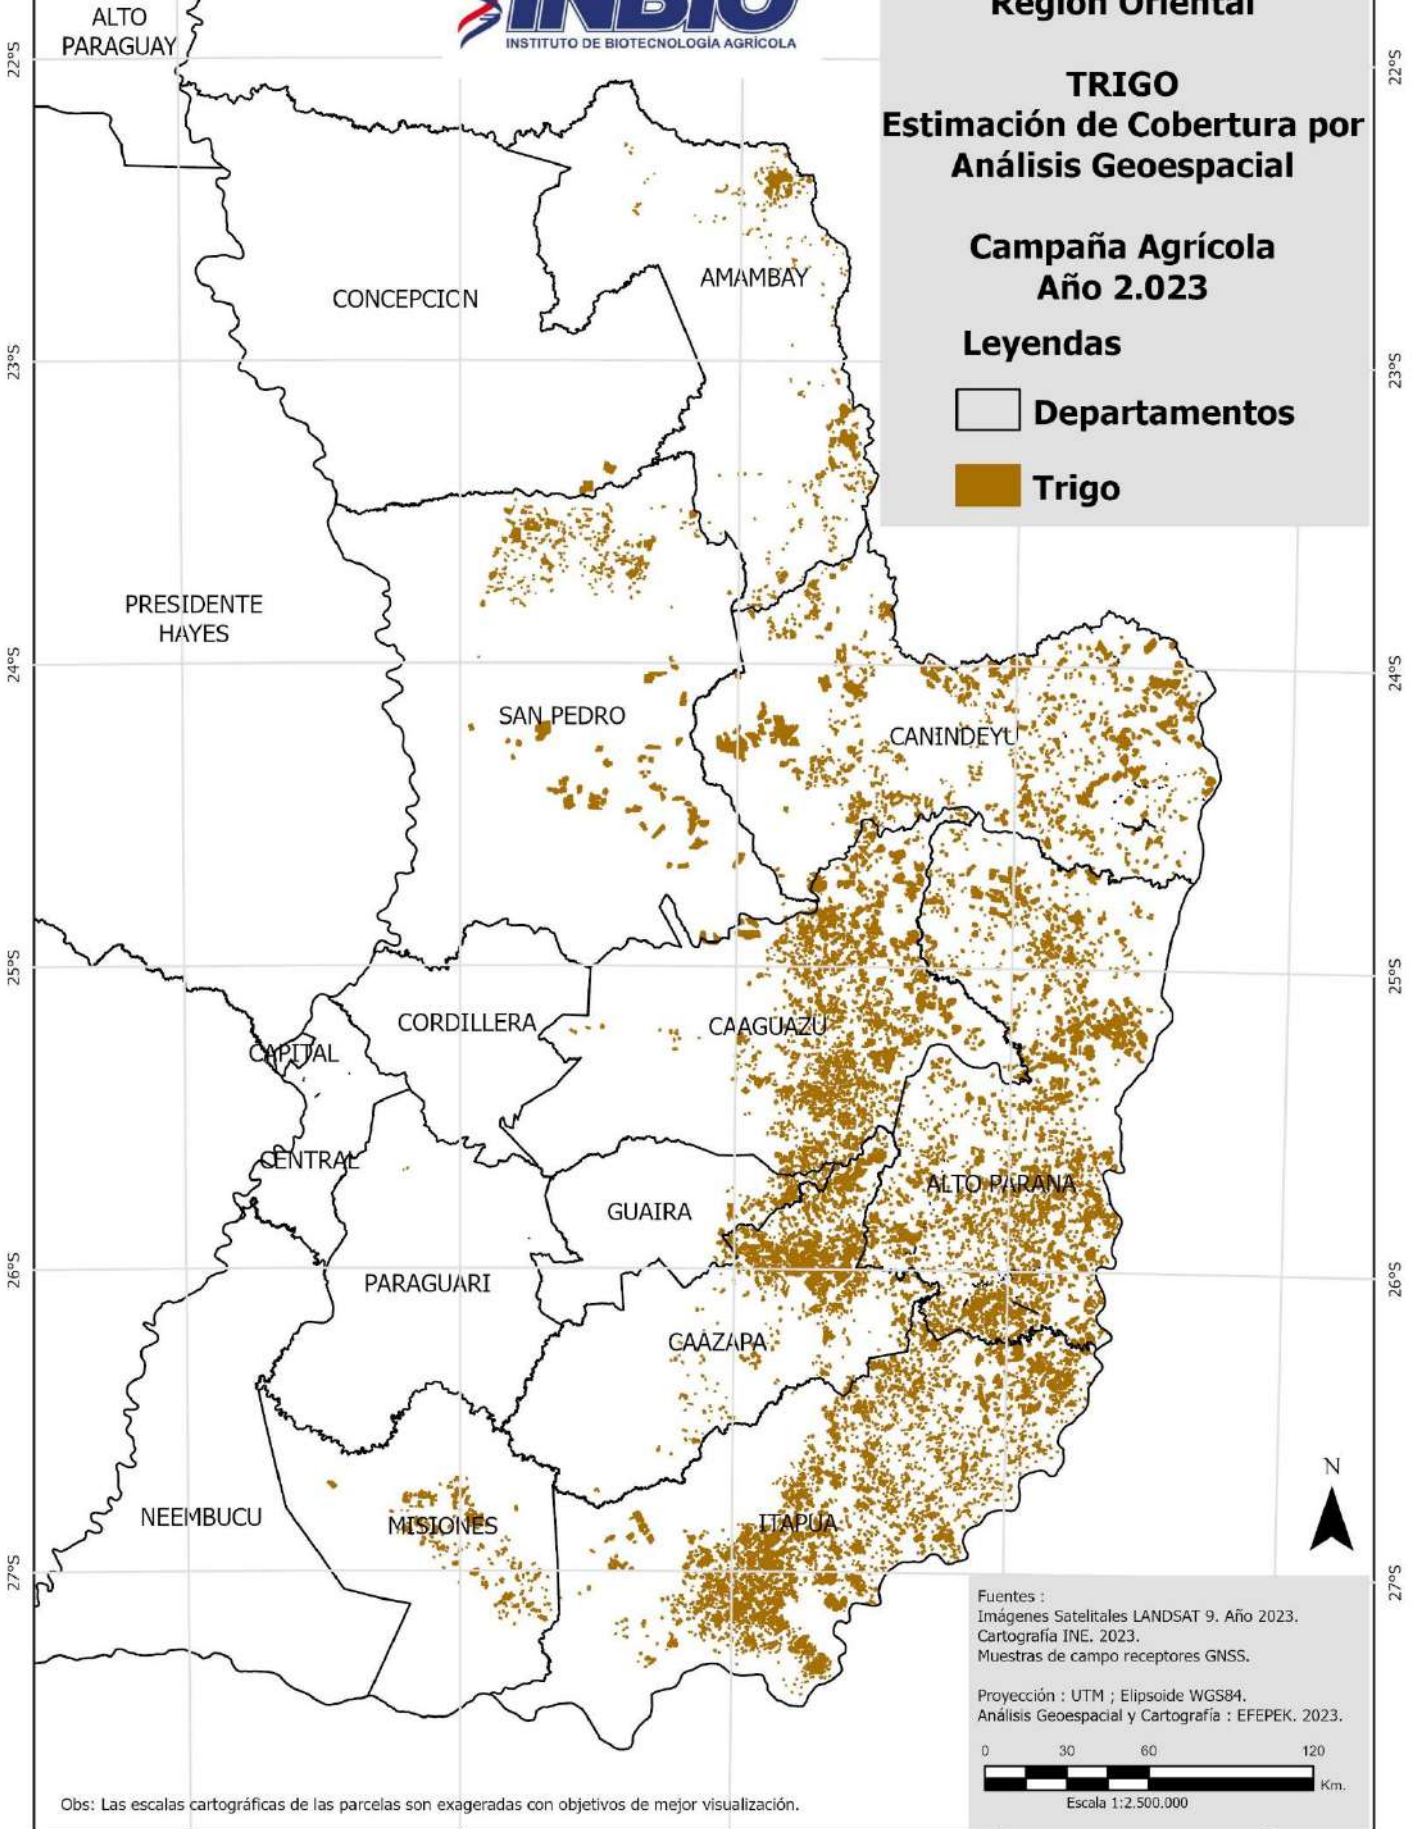 Región Oriental
INBIO
INSTITUTO DE BIOTECNOLOGÍA AGRÍCOLA
TRIGO
Estimación de Cobertura por
Análisis Geoespacial
Campaña Agrícola
Año 2.023
Leyendas
Departamentos
Trigo
ALTO
PARAGUAY
22°S
22°S
CONCEPCION
AMAMBAY
23°S
23°S
PRESIDENTE
HAYES
24°S
24°S
SAN PEDRO
CANINDEYU
25°S
25°S
CORDILLERA
CAAGUAZU
CAPITAL
CENTRAL
ALTO PARANA
GUAIRA
26°S
26°S
PARAGUARI
CAAZAPA
N
NEEMBUCU
MISIONES
ITAPUA
27°S
27°S
Fuentes :
Imágenes Satelitales LANDSAT 9. Año 2023.
Cartografía INE. 2023.
Muestras de campo receptores GNSS.
Proyección : UTM ; Elipsoide WGS84.
Análisis Geoespacial y Cartografía : EFEPEK. 2023.
0 30 60 120
Km.
Escala 1:2.500.000
Obs: Las escalas cartográficas de las parcelas son exageradas con objetivos de mejor visualización.